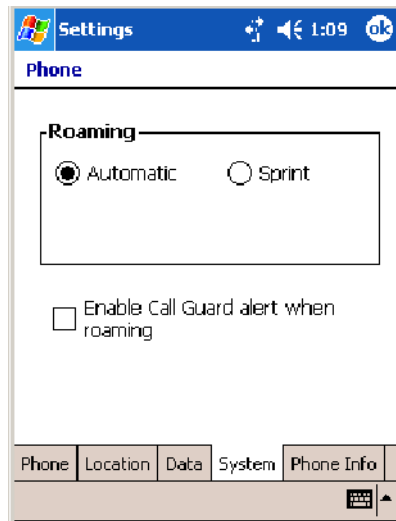 Settings 1:09 ok
Phone
Roaming
Automatic Sprint
Enable Call Guard alert when
roaming
Phone Location Data System Phone Info